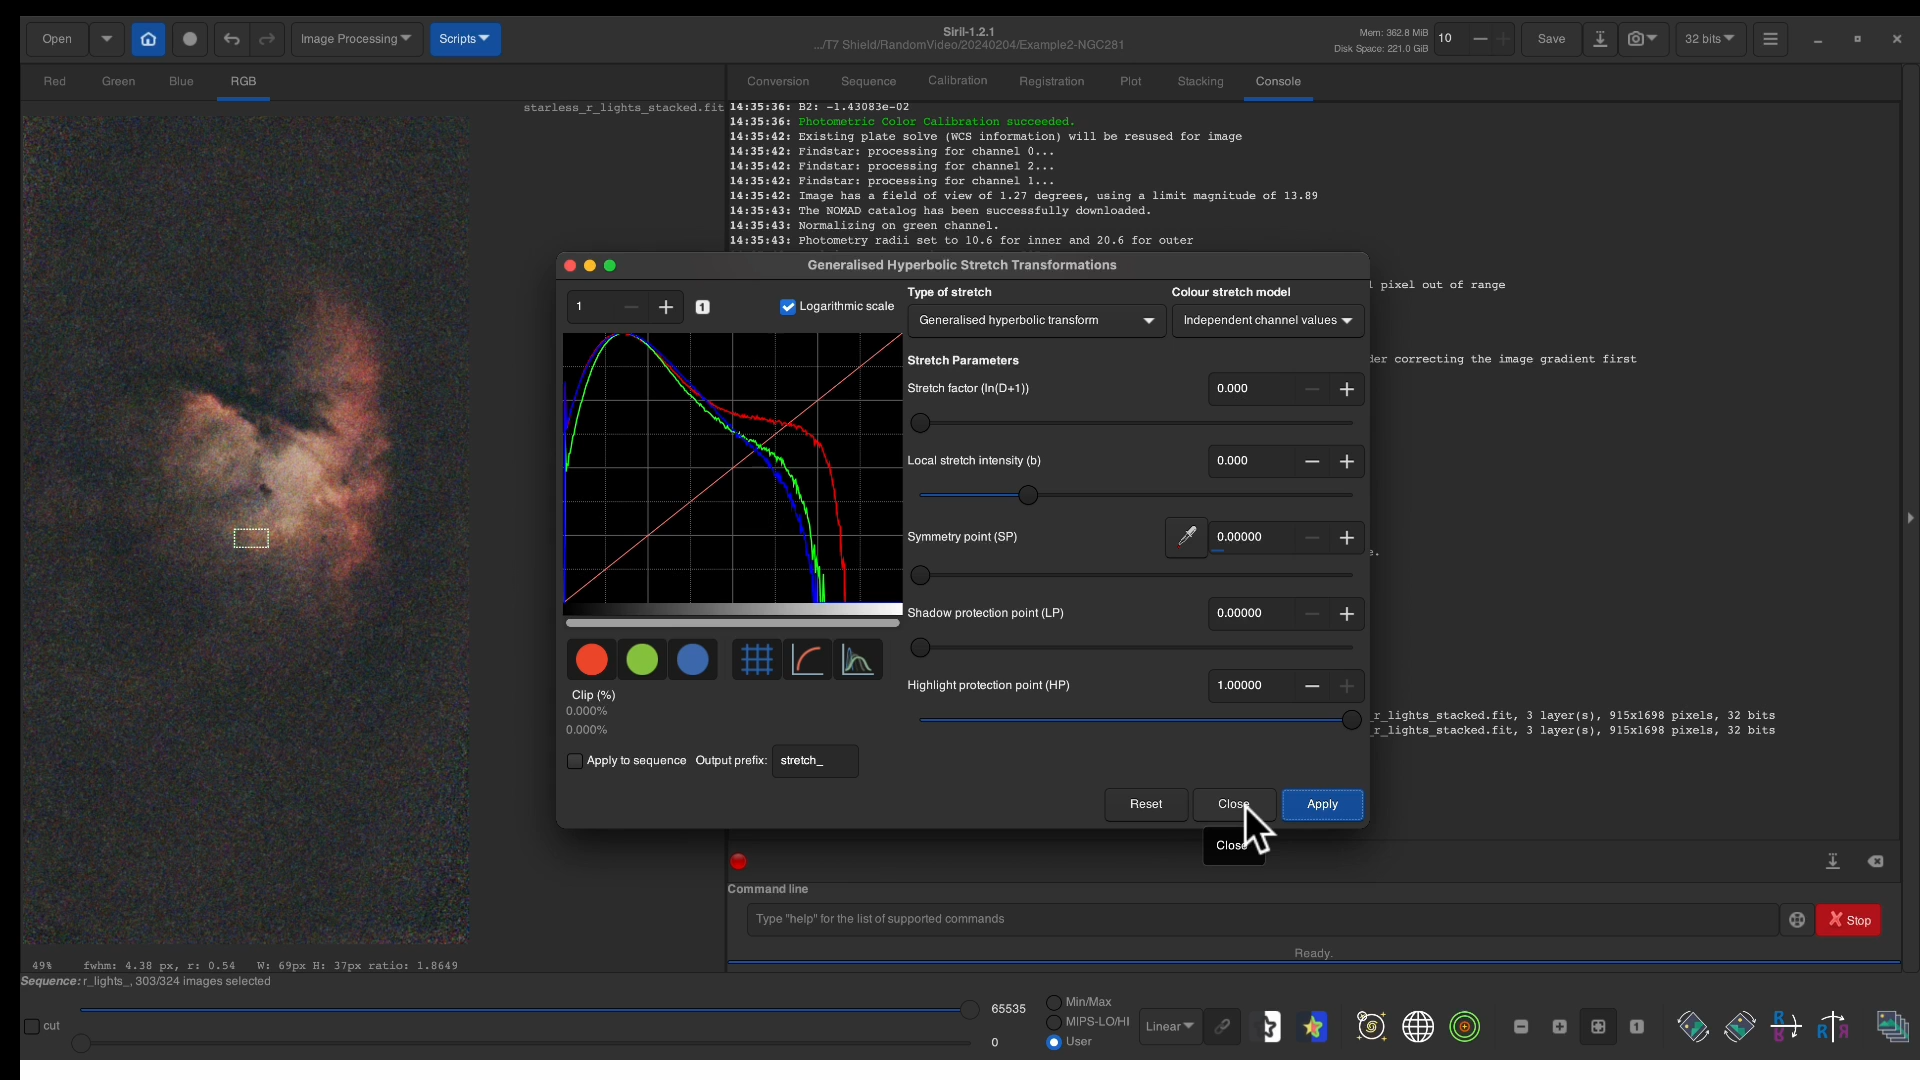 Open
Image Processing
Scripts
Siril-1.2.1
.../T7 Shield/RandomVideo/20240204/Example2-NGC281
Mem: 362.8 MiB
Disk Space: 221.0 GiB
10
Save
32 bits
Red
Green
Blue
RGB
Conversion
Sequence
Calibration
Registration
Plot
Stacking
Console
starless_r_lights_stacked.fit
14:35:36: B2: -1.43083e-02
14:35:36: Photometric Color Calibration succeeded.
14:35:42: Existing plate solve (WCS information) will be resused for image
14:35:42: Findstar: processing for channel 0...
14:35:42: Findstar: processing for channel 2...
14:35:42: Findstar: processing for channel 1...
14:35:42: Image has a field of view of 1.27 degrees, using a limit magnitude of 13.89
14:35:43: The NOMAD catalog has been successfully downloaded.
14:35:43: Normalizing on green channel.
14:35:43: Photometry radii set to 10.6 for inner and 20.6 for outer
pixel out of range
der correcting the image gradient first
e.
_r_lights_stacked.fit, 3 layer(s), 915x1698 pixels, 32 bits
_r_lights_stacked.fit, 3 layer(s), 915x1698 pixels, 32 bits
Generalised Hyperbolic Stretch Transformations
1
1
Logarithmic scale
Type of stretch
Colour stretch model
Generalised hyperbolic transform
Independent channel values
Stretch Parameters
Stretch factor (ln(D+1))
0.000
Local stretch intensity (b)
0.000
Symmetry point (SP)
0.00000
Shadow protection point (LP)
0.00000
Highlight protection point (HP)
1.00000
Clip (%)
0.000%
0.000%
Apply to sequence
Output prefix:
stretch_
Reset
Close
Apply
Close
Command line
Type "help" for the list of supported commands
Stop
Ready.
49%
fwhm: 4.38 px, r: 0.54
W: 69px H: 37px ratio: 1.8649
Sequence: r_lights_, 303/324 images selected
cut
65535
0
Min/Max
MIPS-LO/HI
User
Linear
1
R
R
R
R